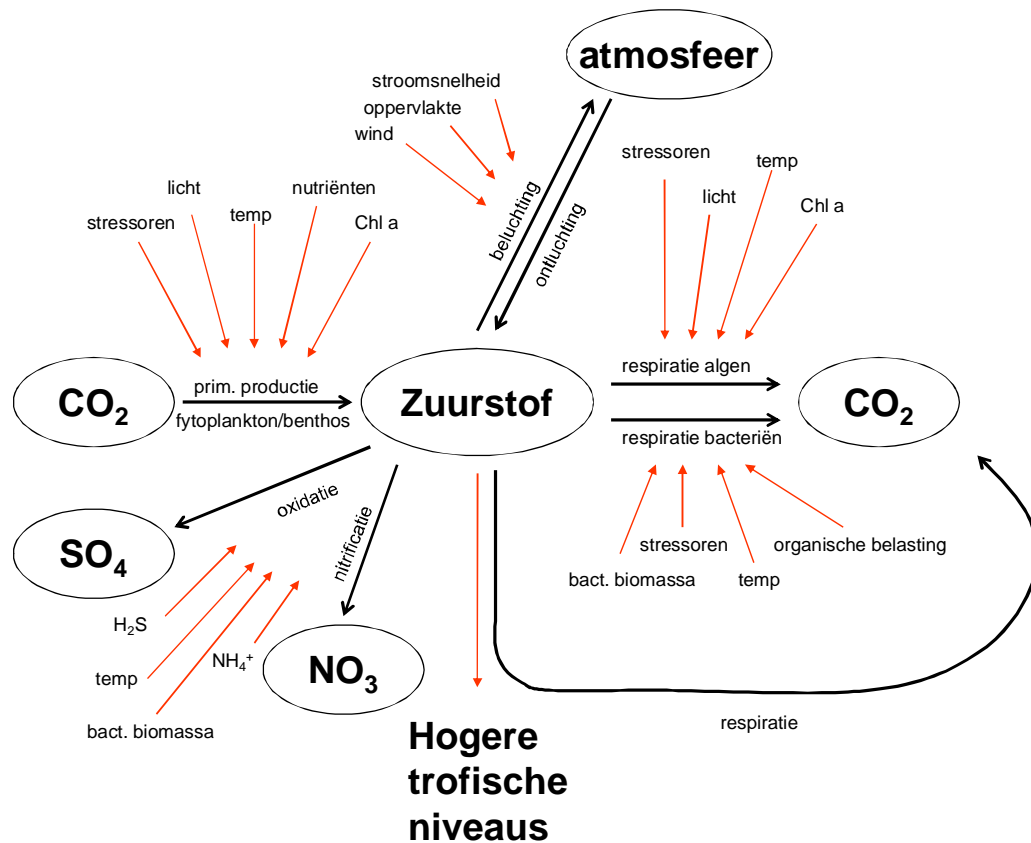 atmosfeer
stroomsnelheid
oppervlakte
wind
beluchting
ontluchting
stressoren
licht
temp
nutriënten
Chl a
stressoren
licht
temp
Chl a
CO₂
prim. productie
fytoplankton/benthos
Zuurstof
respiratie algen
respiratie bacteriën
CO₂
oxidatie
nitrificatie
SO₄
H₂S
temp
bact. biomassa
NH₄⁺
NO₃
bact. biomassa
stressoren
temp
organische belasting
respiratie
Hogere
trofische
niveaus